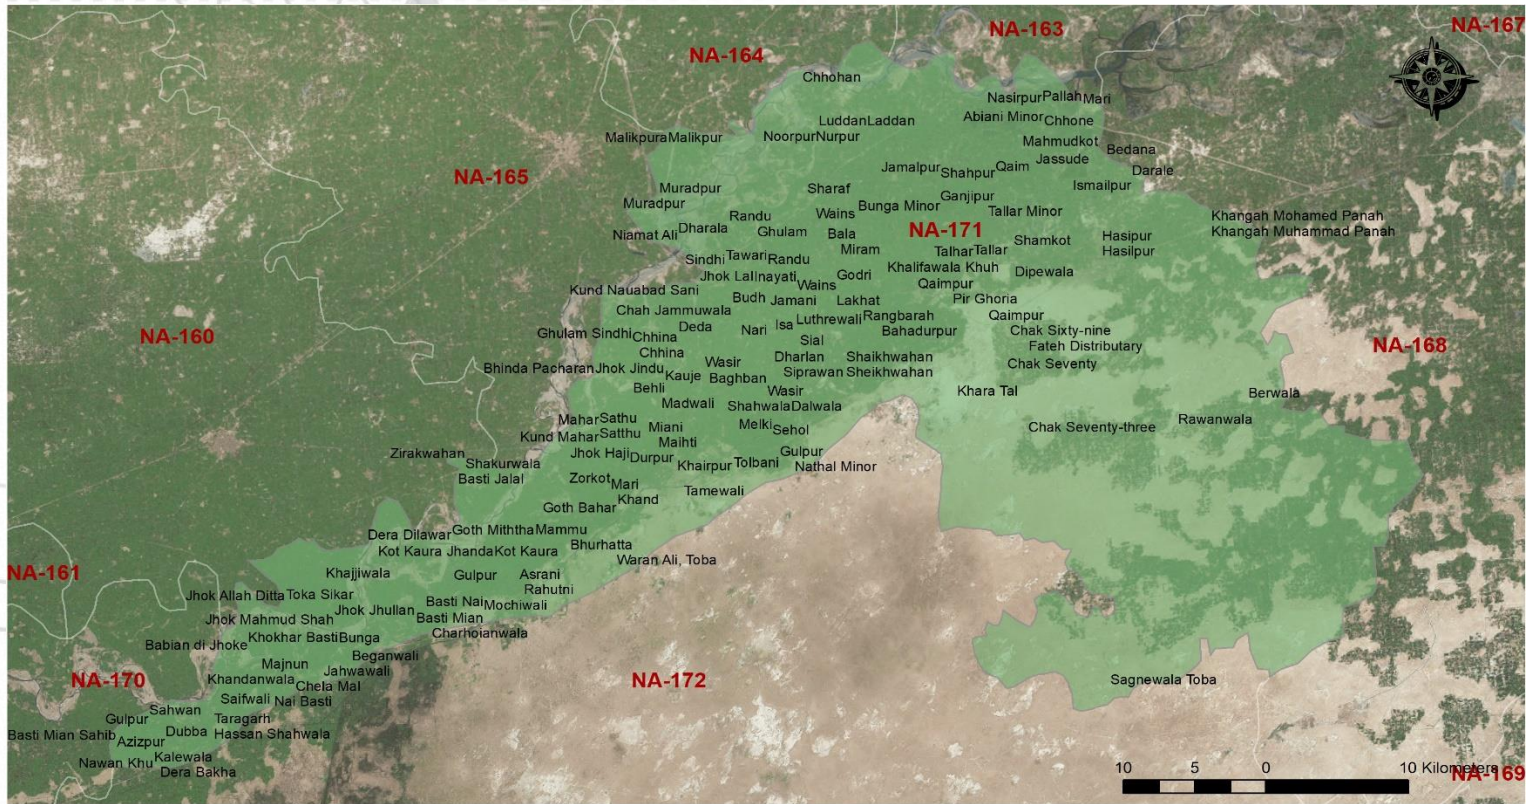 NA-163
NA-167
NA-164
Chhohan
Nasirpur Pallah Mari
Luddan Laddan
Abiani Minor Chhone
Malikpura Malikpur
Noorpur Nurpur
Mahmudkot
Bedana
Jassude
NA-165
Jamalpur
Shahpur
Qaim
Darale
Muradpur
Sharaf
Ismailpur
Ganjipur
Muradpur
Bunga Minor
Randu
Wains
Tallar Minor
Khangah Mohamed Panah
Dharala
Ghulam
Bala
NA-171
Khangah Muhammad Panah
Niamat Ali
Shamkot
Hasipur
Miram
Talhar Tallar
Hasilpur
Sindhi
Tawari Randu
Khalifawala Khuh
Jhok Lal Inayati
Godri
Dipewala
Kund Nauabad Sani
Wains
Qaimpur
Budh
Jamani
Lakhat
Pir Ghoria
Chah Jammuwala
Rangbarah
Qaimpur
Luthrewali
Deda
Isa
Nari
Bahadurpur
Chak Sixty-nine
Ghulam Sindhi Chhina
NA-160
Sial
Fateh Distributary
NA-168
Chhina
Dharlan
Shaikhwahan
Wasir
Chak Seventy
Bhinda Pacharan Jhok Jindu
Kauje
Siprawan Sheikhwahan
Baghban
Behli
Wasir
Khara Tal
Berwala
Madwali
Shahwala Dalwala
Mahar Sathu
Rawanwala
Miani
Melki
Sehol
Chak Seventy-three
Kund Mahar Satthu
Maihti
Zirakwahan
Jhok Haji Durpur
Gulpur
Shakurwala
Khairpur
Tolbani
Nathal Minor
Basti Jalal
Zorkot
Mari
Tamewali
Khand
Goth Bahar
Dera Dilawar
Goth Miththa Mammu
Kot Kaura Jhanda Kot Kaura
Bhurhatta
Waran Ali, Toba
NA-161
Khajjiwala
Gulpur
Asrani
Rahutni
Jhok Allah Ditta Toka Sikar
Basti Nai Mochiwali
Jhok Jhullan
Jhok Mahmud Shah
Basti Mian
Charhoianwala
Khokhar Basti Bunga
Babian di Jhoke
Beganwali
Majnun
Jahwawali
NA-170
Khandanwala
NA-172
Sagnewala Toba
Chela Mal
Saifwali
Nai Basti
Sahwan
Gulpur
Taragarh
Basti Mian Sahib
Dubba
Hassan Shahwala
Azizpur
Kalewala
Nawan Khu
Dera Bakha
10 5 0 10 Kilometers
NA-169